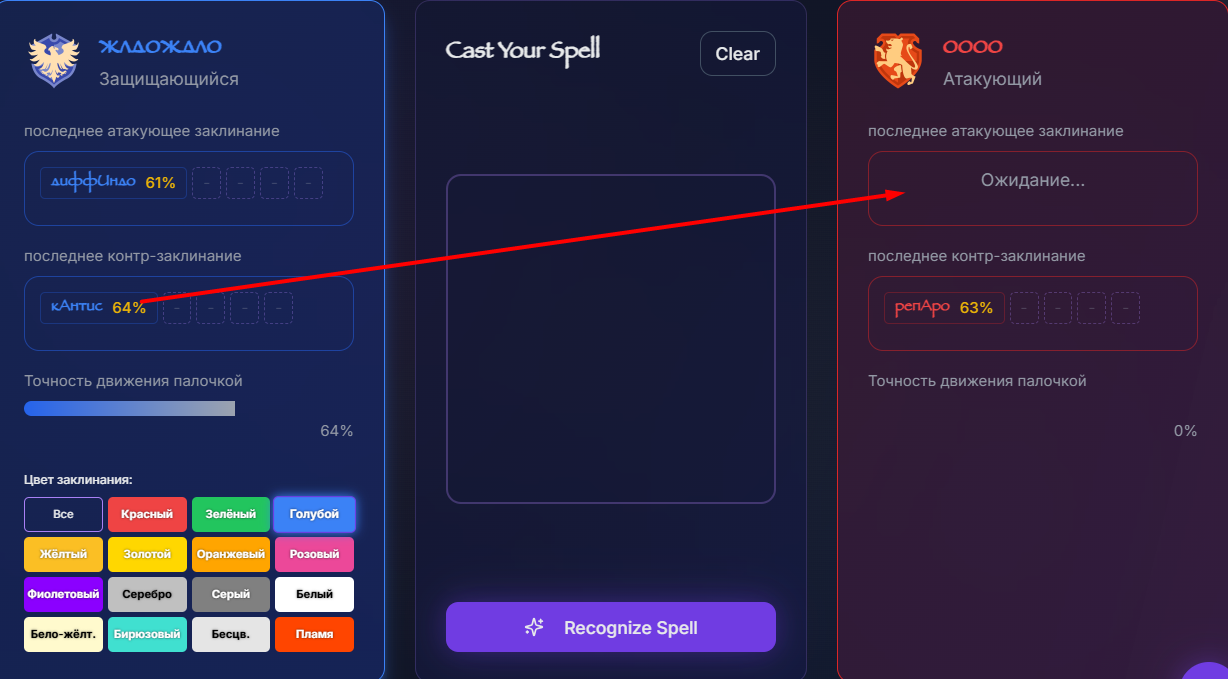 жладожало
Защищающийся
последнее атакующее заклинание
диффИндо 61% - - - -
последнее контр-заклинание
кАнтис 64% - - - -
Точность движения палочкой
64%
Цвет заклинания:
Все Красный Зелёный Голубой
Жёлтый Золотой Оранжевый Розовый
Фиолетовый Серебро Серый Белый
Бело-жёлт. Бирюзовый Бесцв. Пламя
Cast Your Spell
Clear
Recognize Spell
оооо
Атакующий
последнее атакующее заклинание
Ожидание...
последнее контр-заклинание
репАро 63% - - - -
Точность движения палочкой
0%